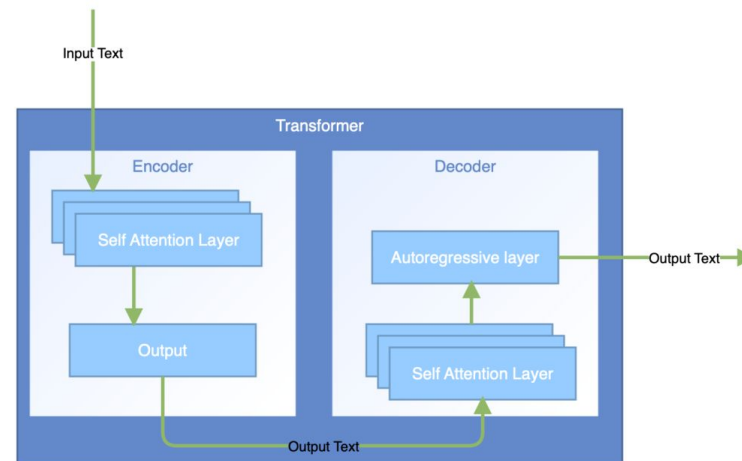 Input Text
Transformer
Encoder
Decoder
Self Attention Layer
Autoregressive layer
Output Text
Output
Self Attention Layer
Output Text